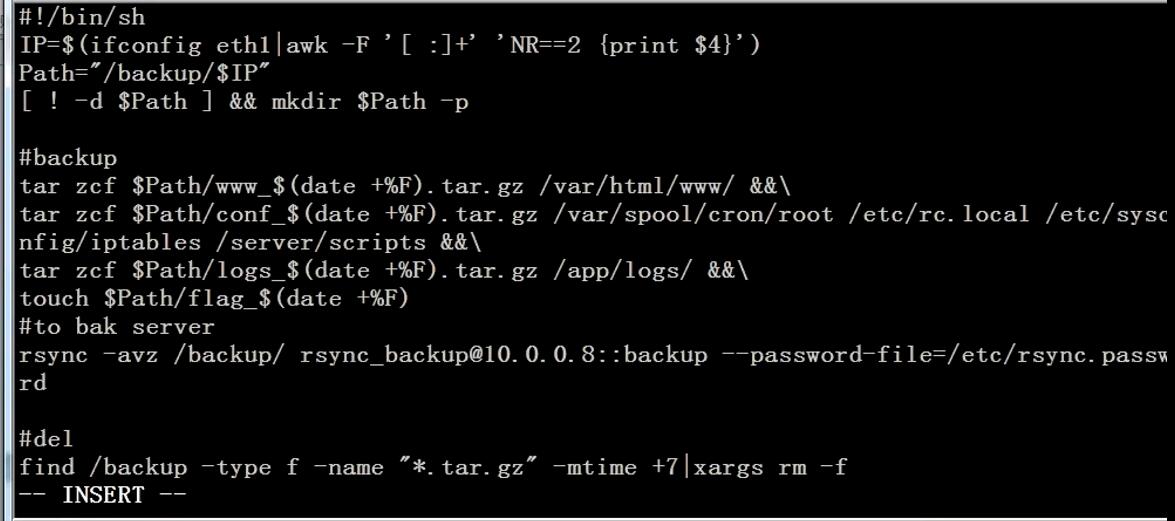 #!/bin/sh
IP=$(ifconfig eth1|awk -F '[ :]+' 'NR==2 {print $4}')
Path="/backup/$IP"
[ ! -d $Path ] && mkdir $Path -p
#backup
tar zcf $Path/www_$(date +%F).tar.gz /var/html/www/ &&\
tar zcf $Path/conf_$(date +%F).tar.gz /var/spool/cron/root /etc/rc.local /etc/sysc
nfig/iptables /server/scripts &&\
tar zcf $Path/logs_$(date +%F).tar.gz /app/logs/ &&\
touch $Path/flag_$(date +%F)
#to bak server
rsync -avz /backup/ rsync_backup@10.0.0.8::backup --password-file=/etc/rsync.passw
rd
#del
find /backup -type f -name "*.tar.gz" -mtime +7|xargs rm -f
-- INSERT --